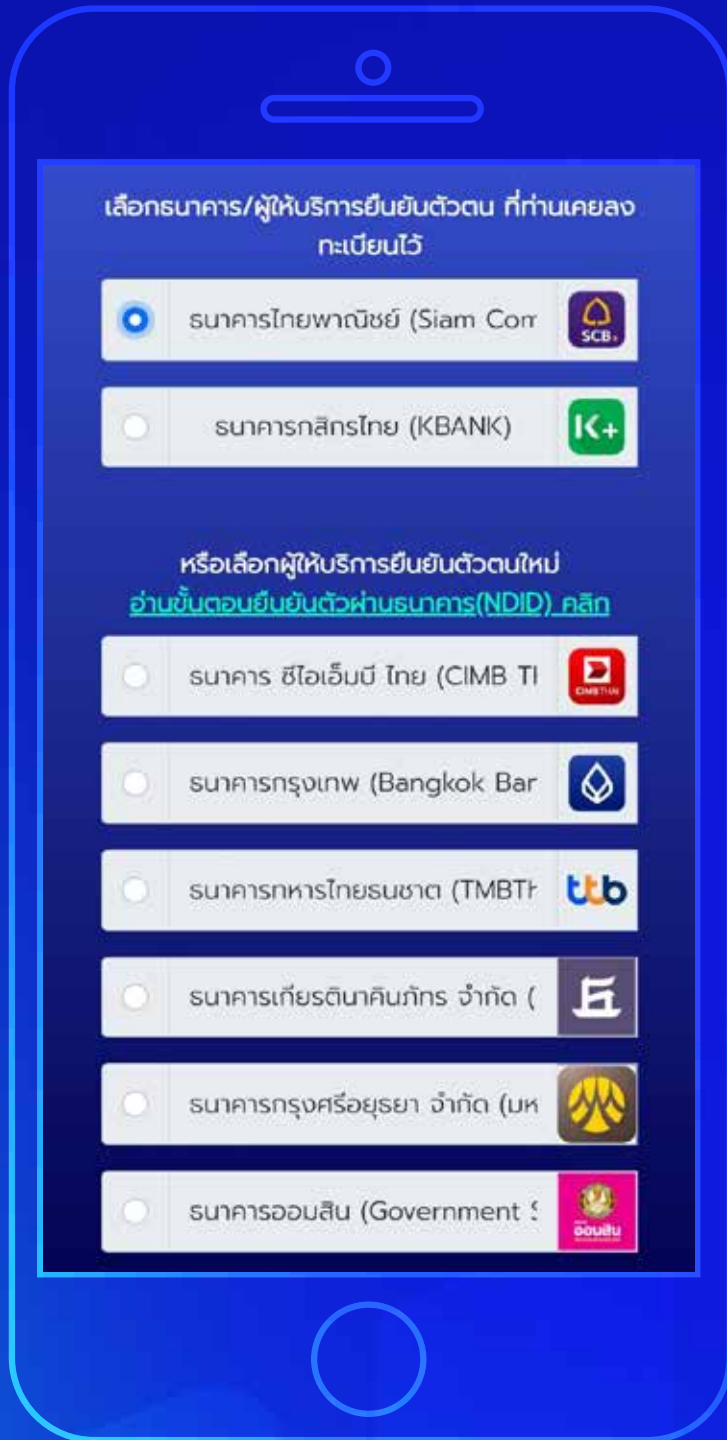 เลือกธนาคาร/ผู้ให้บริการยืนยันตัวตน ที่ท่านเคยลง
ทะเบียนไว้
ธนาคารไทยพาณิชย์ (Siam Com
SCB
ธนาคารกสิกรไทย (KBANK)
K+
หรือเลือกผู้ให้บริการยืนยันตัวตนใหม่
อ่านขั้นตอนยืนยันตัวผ่านธนาคาร(NDID) คลิก
ธนาคาร ซีไอเอ็มบี ไทย (CIMB TI
CIMB THAI
ธนาคารกรุงเทพ (Bangkok Bar
ธนาคารทหารไทยธนชาต (TMBTh
ttb
ธนาคารเกียรตินาคินภัทร จำกัด (
ธนาคารกรุงศรีอยุธยา จำกัด (มห
ธนาคารออมสิน (Government S
ออมสิน